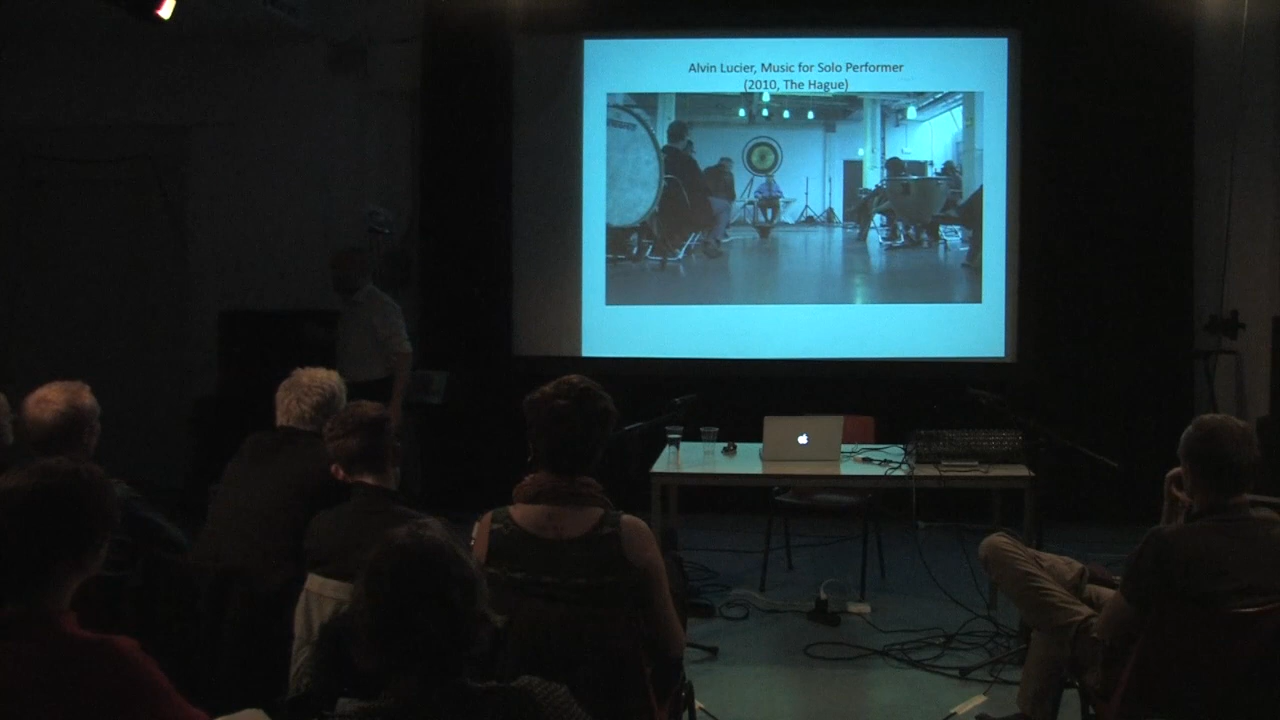 Alvin Lucier, Music for Solo Performer
(2010, The Hague)